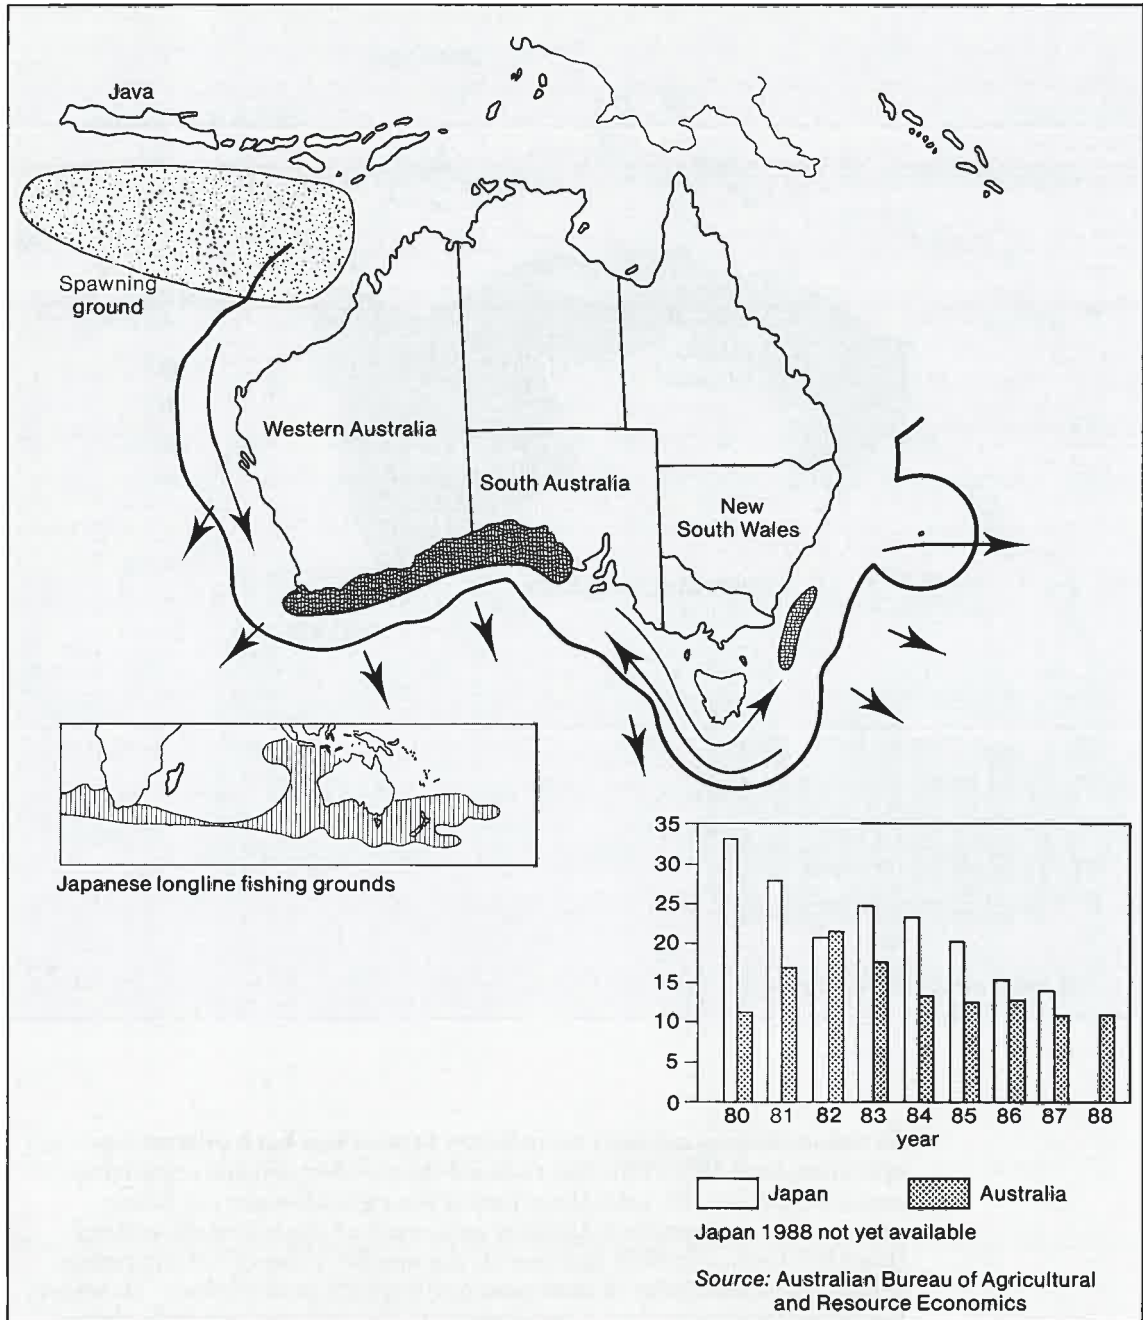 Java
Spawning
ground
Western Australia
South Australia
New
South Wales
Japanese longline fishing grounds
35
30
25
20
15
10
5
0
80 81 82 83 84 85 86 87 88
year
Japan
Australia
Japan 1988 not yet available
Source: Australian Bureau of Agricultural
and Resource Economics